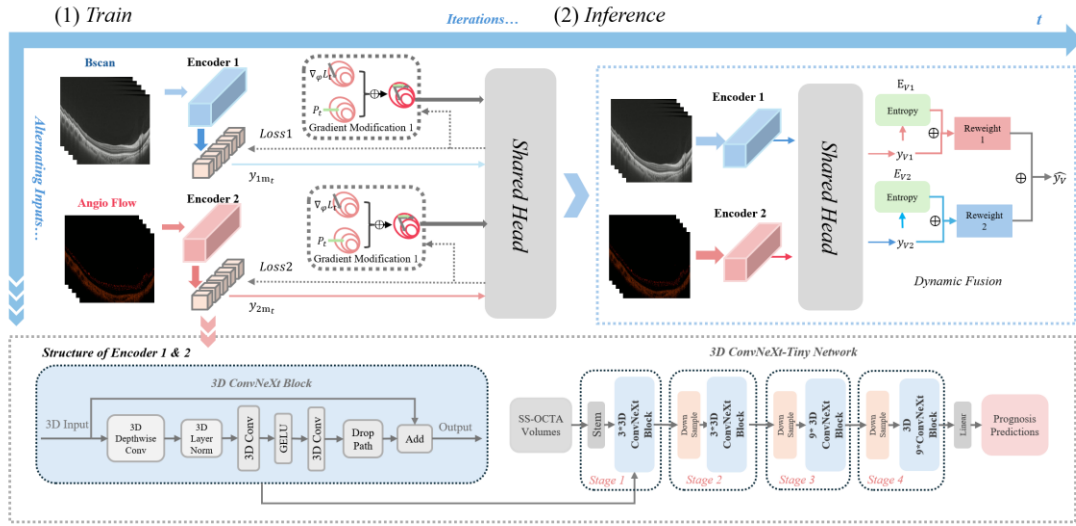 (1) Train
Iterations…
(2) Inference
t
Alternating Inputs…
Bscan
Encoder 1
∇φLt
Pt
Gradient Modification 1
Loss1
y1mt
Angio Flow
Encoder 2
∇φLt
Pt
Gradient Modification 1
Loss2
y2mt
Shared Head
Encoder 1
Encoder 2
Shared Head
EV1
Entropy
yV1
Reweight
1
EV2
Entropy
yV2
Reweight
2
ŷV
Dynamic Fusion
Structure of Encoder 1 & 2
3D ConvNeXt Block
3D Input
3D
Depthwise
Conv
3D
Layer
Norm
3D Conv
GELU
3D Conv
Drop
Path
Add
Output
3D ConvNeXt-Tiny Network
SS-OCTA
Volumes
Stem
3*3D
ConvNeXt
Block
Stage 1
Down
Sample
3*3D
ConvNeXt
Block
Stage 2
Down
Sample
9* 3D
ConvNeXt
Block
Stage 3
Down
Sample
3D
9*ConvNeXt
Block
Stage 4
Linear
Prognosis
Predictions